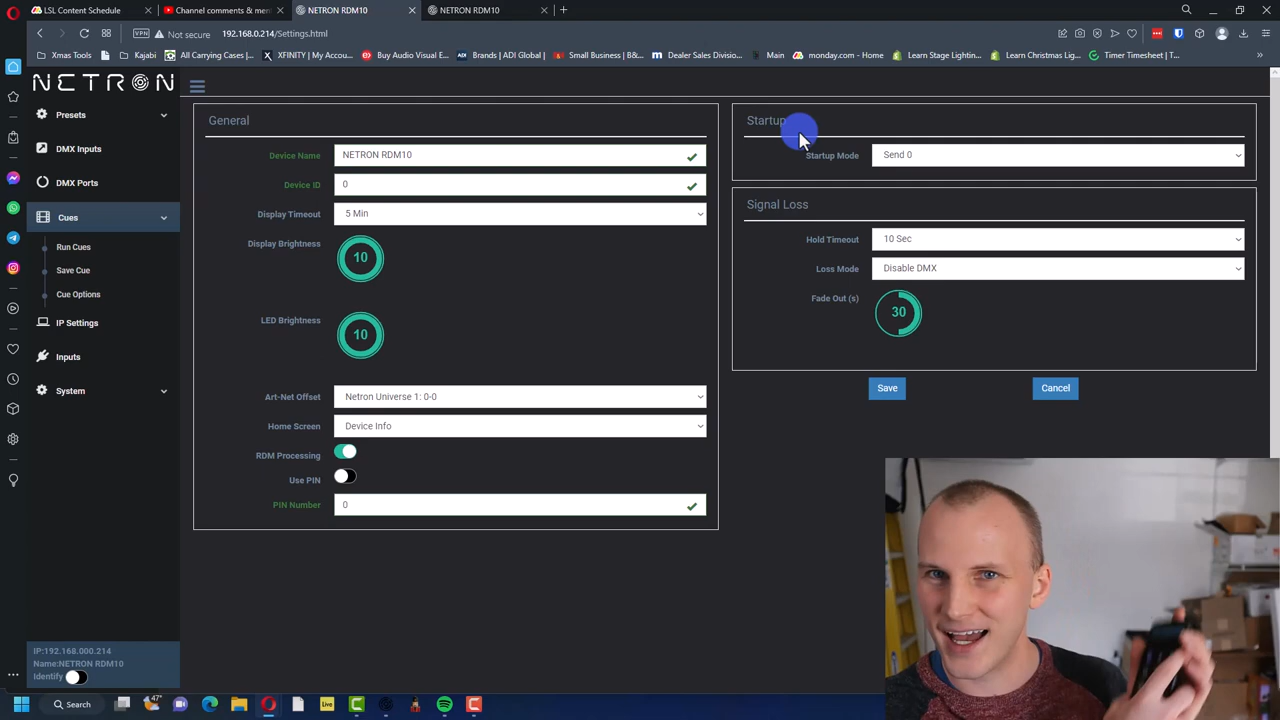 LSL Content Schedule
Channel comments & men
NETRON RDM10
NETRON RDM10
VPN
Not secure
192.168.0.214/Settings.html
Xmas Tools
Kajabi
All Carrying Cases |...
XFINITY | My Accou...
Buy Audio Visual E...
Brands | ADI Global |
Small Business | B&...
Dealer Sales Division...
Main
monday.com - Home
Learn Stage Lightin...
Learn Christmas Lig...
Timer Timesheet | T...
NETRON
Presets
DMX Inputs
DMX Ports
Cues
Run Cues
Save Cue
Cue Options
IP Settings
Inputs
System
IP:192.168.000.214
Name:NETRON RDM10
Identify
General
Device Name
NETRON RDM10
Device ID
0
Display Timeout
5 Min
Display Brightness
10
LED Brightness
10
Art-Net Offset
Netron Universe 1: 0-0
Home Screen
Device Info
RDM Processing
Use PIN
PIN Number
0
Startup
Startup Mode
Send 0
Signal Loss
Hold Timeout
10 Sec
Loss Mode
Disable DMX
Fade Out (s)
30
Save
Cancel
Search
47°
Live